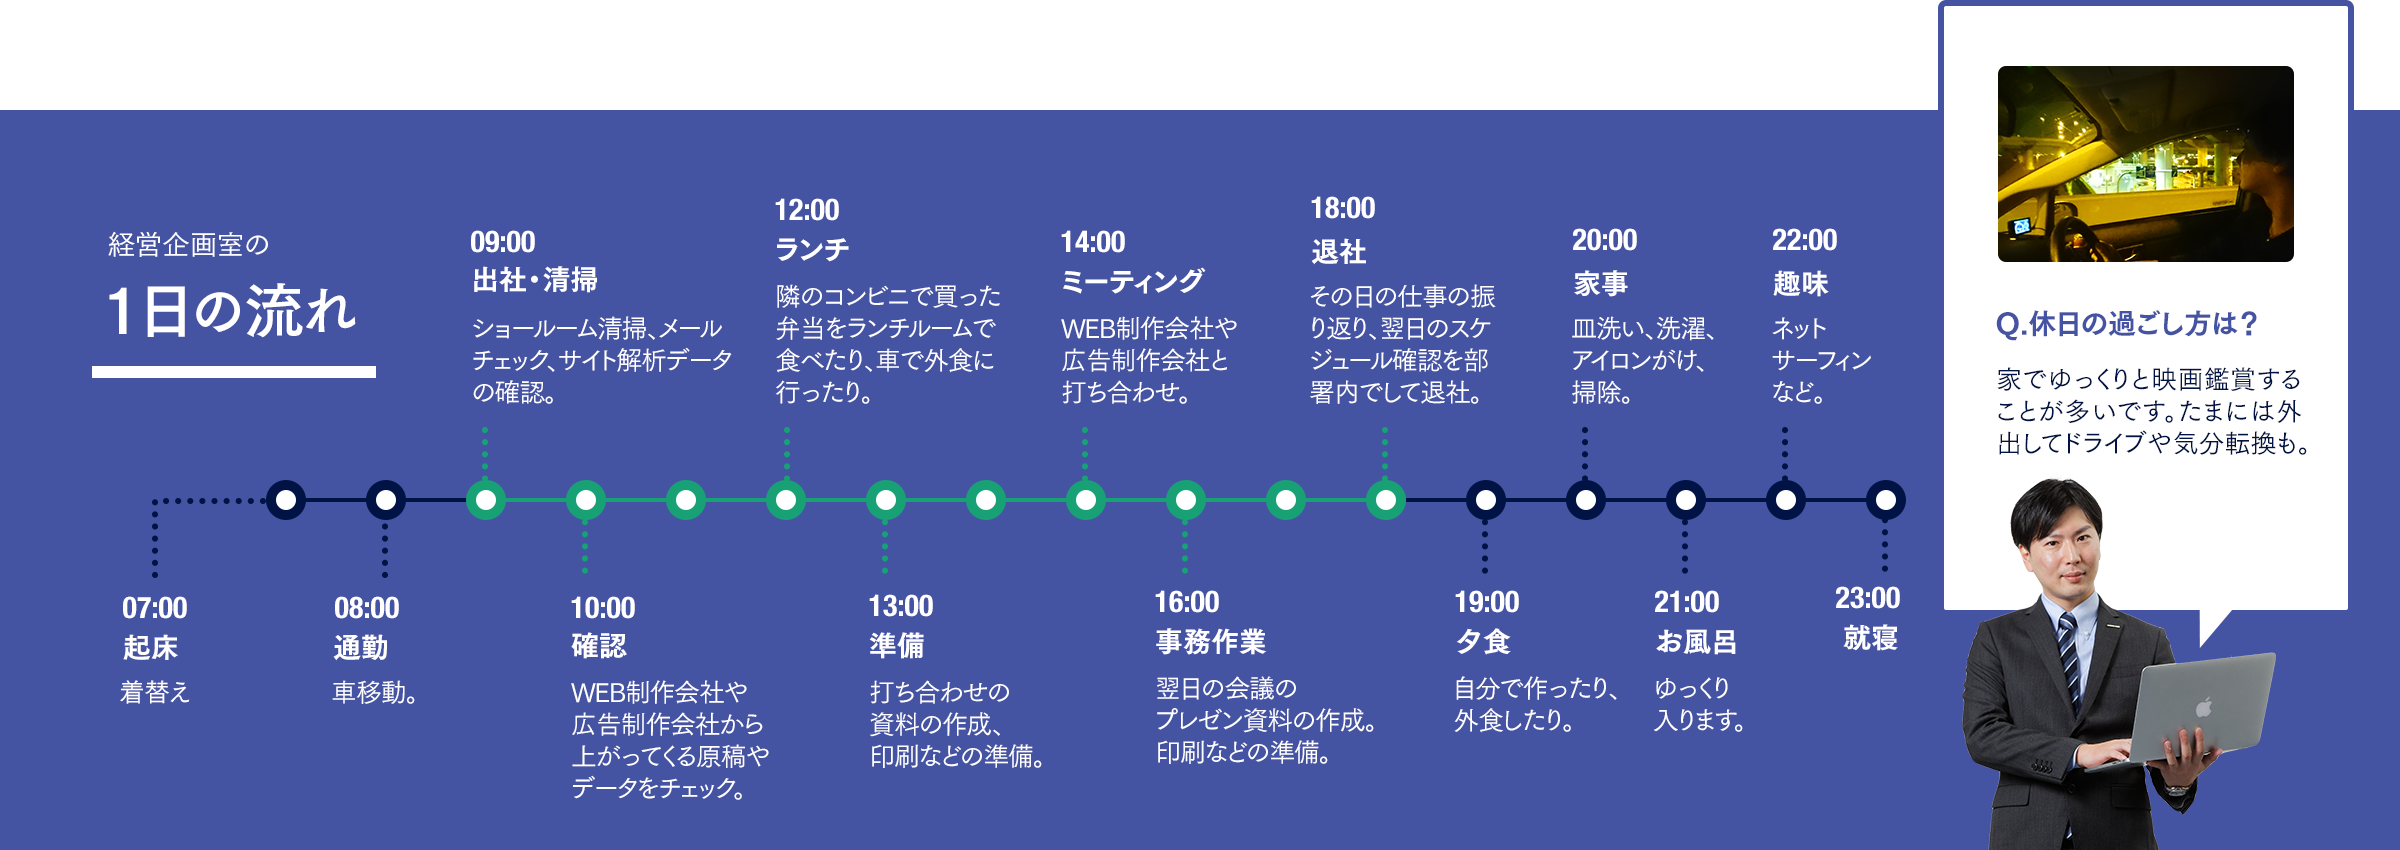 経営企画室の
1日の流れ
07:00
起床
着替え
08:00
通勤
車移動。
09:00
出社・清掃
ショールーム清掃、メール
チェック、サイト解析データ
の確認。
10:00
確認
WEB制作会社や
広告制作会社から
上がってくる原稿や
データをチェック。
12:00
ランチ
隣のコンビニで買った
弁当をランチルームで
食べたり、車で外食に
行ったり。
13:00
準備
打ち合わせの
資料の作成、
印刷などの準備。
14:00
ミーティング
WEB制作会社や
広告制作会社と
打ち合わせ。
16:00
事務作業
翌日の会議の
プレゼン資料の作成。
印刷などの準備。
18:00
退社
その日の仕事の振
り返り、翌日のスケ
ジュール確認を部
署内でして退社。
19:00
夕食
自分で作ったり、
外食したり。
20:00
家事
皿洗い、洗濯、
アイロンがけ、
掃除。
21:00
お風呂
ゆっくり
入ります。
22:00
趣味
ネット
サーフィン
など。
23:00
就寝
Q.休日の過ごし方は？
家でゆっくりと映画鑑賞する
ことが多いです。たまには外
出してドライブや気分転換も。